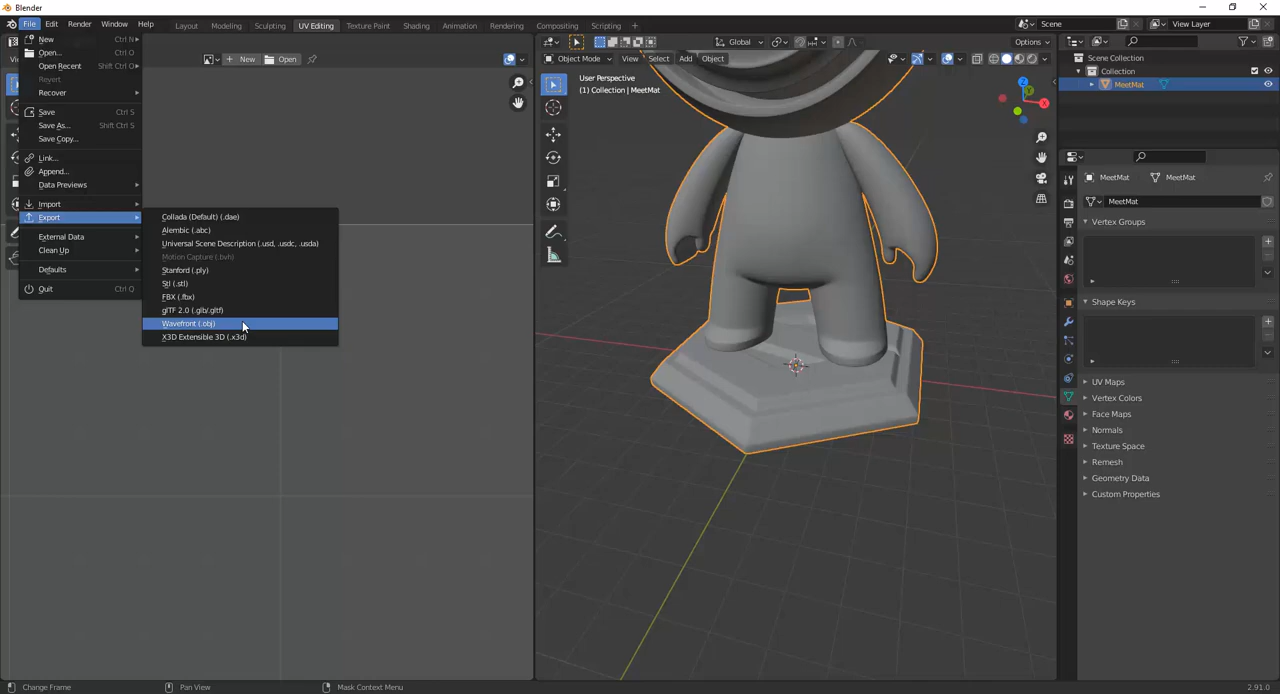 Blender
File Edit Render Window Help
Layout Modeling Sculpting UV Editing Texture Paint Shading Animation Rendering Compositing Scripting +
Scene
View Layer
New Ctrl N
Open... Ctrl O
Open Recent Shift Ctrl O
Revert
Recover
Save Ctrl S
Save As... Shift Ctrl S
Save Copy...
Link...
Append...
Data Previews
Import
Export
External Data
Clean Up
Defaults
Quit Ctrl Q
Collada (Default) (.dae)
Alembic (.abc)
Universal Scene Description (.usd, .usdc, .usda)
Motion Capture (.bvh)
Stanford (.ply)
Stl (.stl)
FBX (.fbx)
glTF 2.0 (.glb/.gltf)
Wavefront (.obj)
X3D Extensible 3D (.x3d)
+ New Open
Global
Options
Object Mode View Select Add Object
User Perspective
(1) Collection | MeetMat
Z
Y
X
Scene Collection
Collection
MeetMat
MeetMat MeetMat
MeetMat
Vertex Groups
Shape Keys
UV Maps
Vertex Colors
Face Maps
Normals
Texture Space
Remesh
Geometry Data
Custom Properties
Change Frame Pan View Mask Context Menu 2.91.0